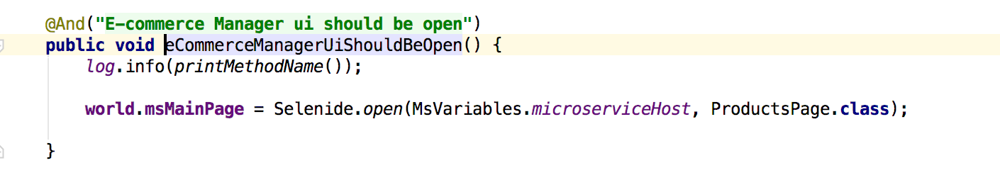 @And("E-commerce Manager ui should be open")
public void eCommerceManagerUiShouldBeOpen() {
log.info(printMethodName());
world.msMainPage = Selenide.open(MsVariables.microserviceHost, ProductsPage.class);
}